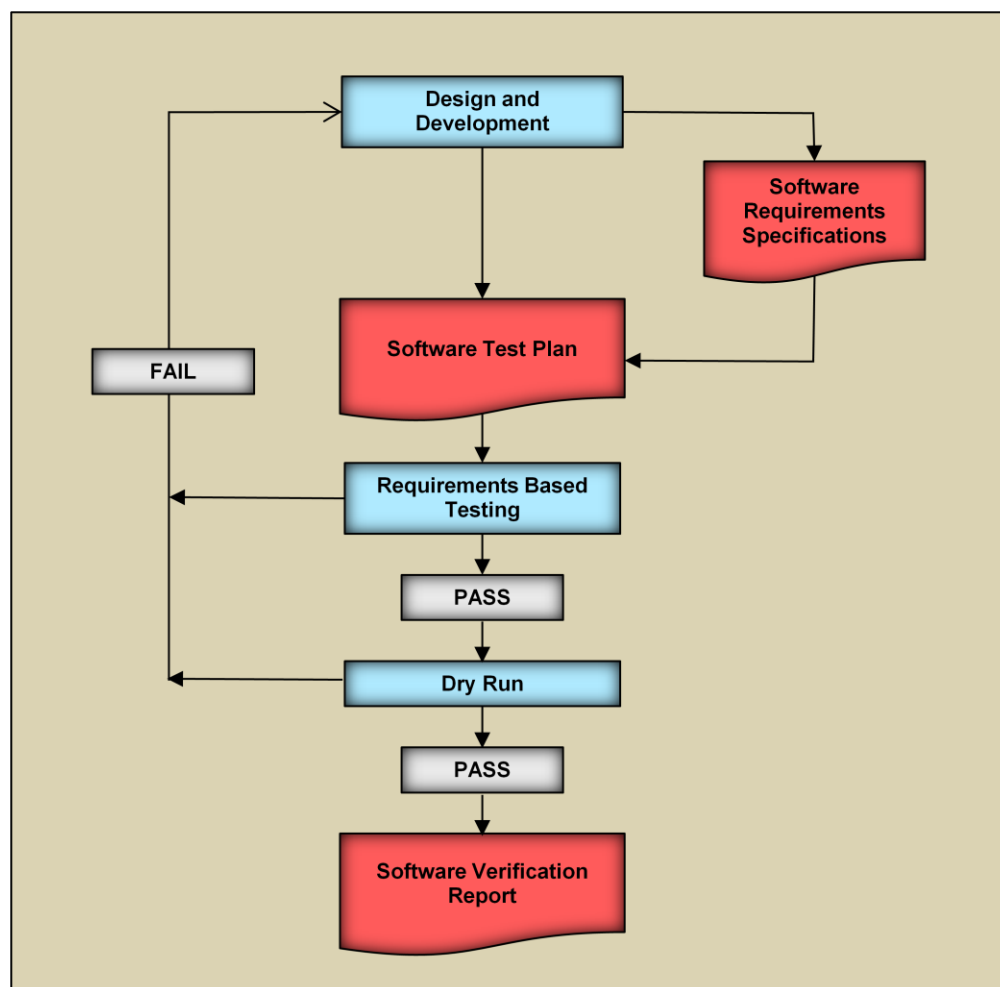 Design and
Development
Software
Requirements
Specifications
Software Test Plan
FAIL
Requirements Based
Testing
PASS
Dry Run
PASS
Software Verification
Report